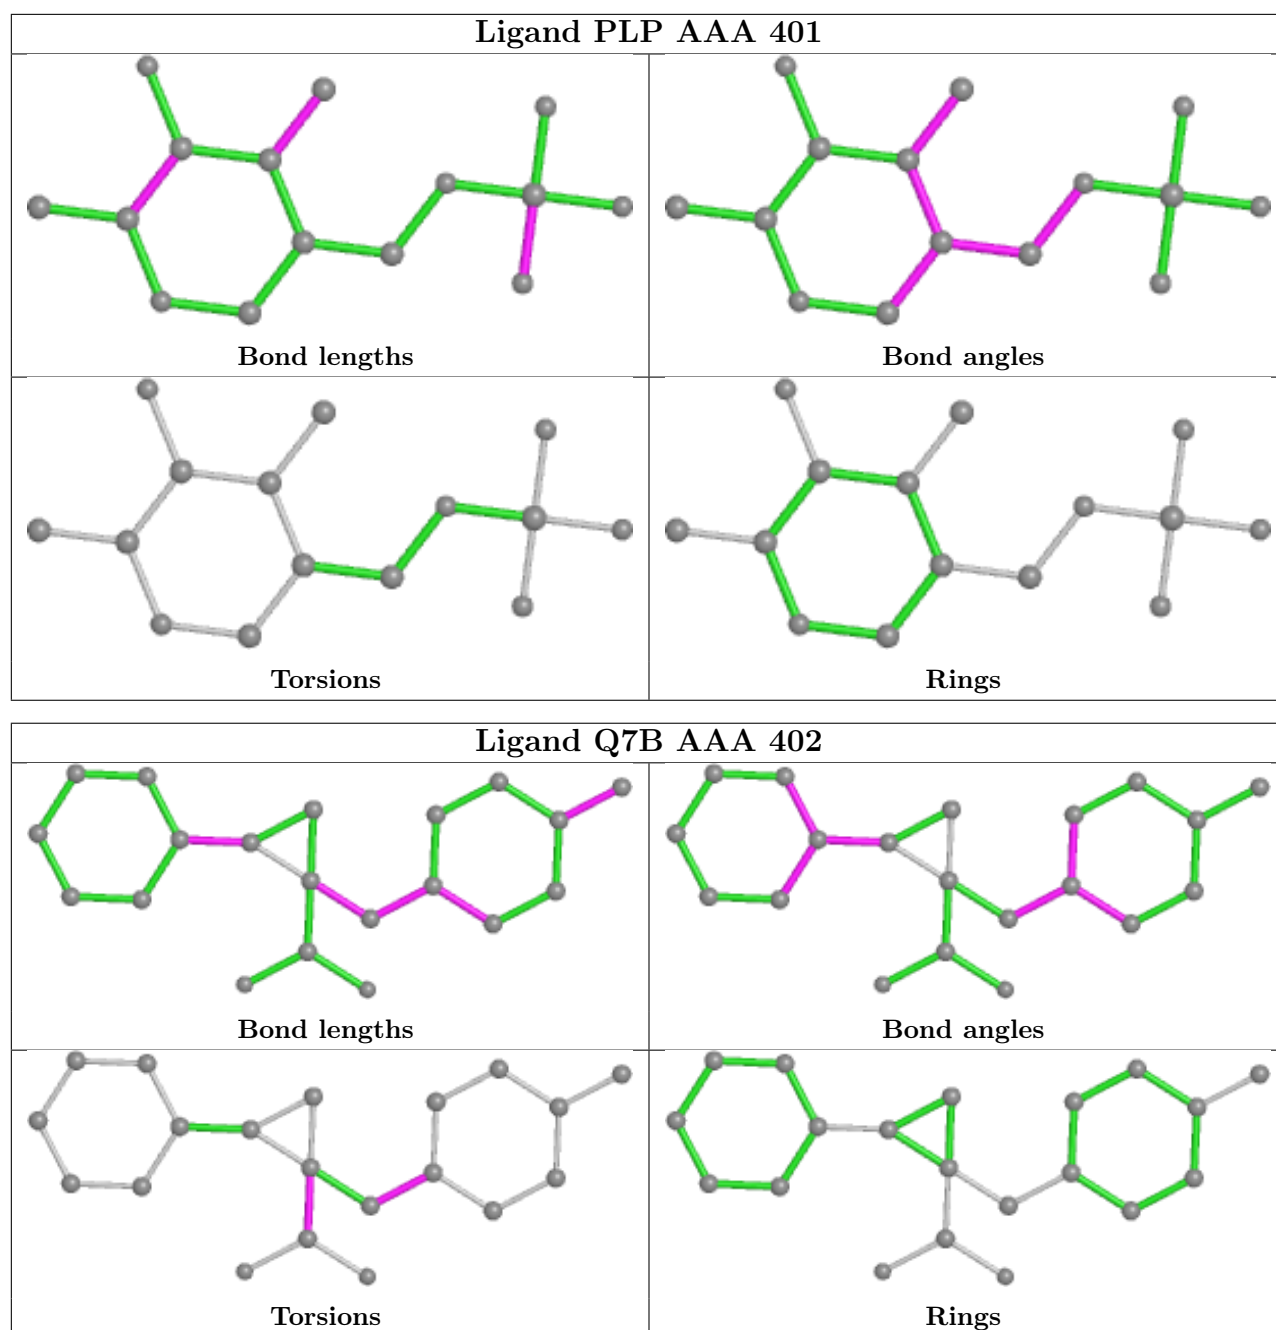 Ligand PLP AAA 401
Bond lengths
Bond angles
Torsions
Rings
Ligand Q7B AAA 402
Bond lengths
Bond angles
Torsions
Rings